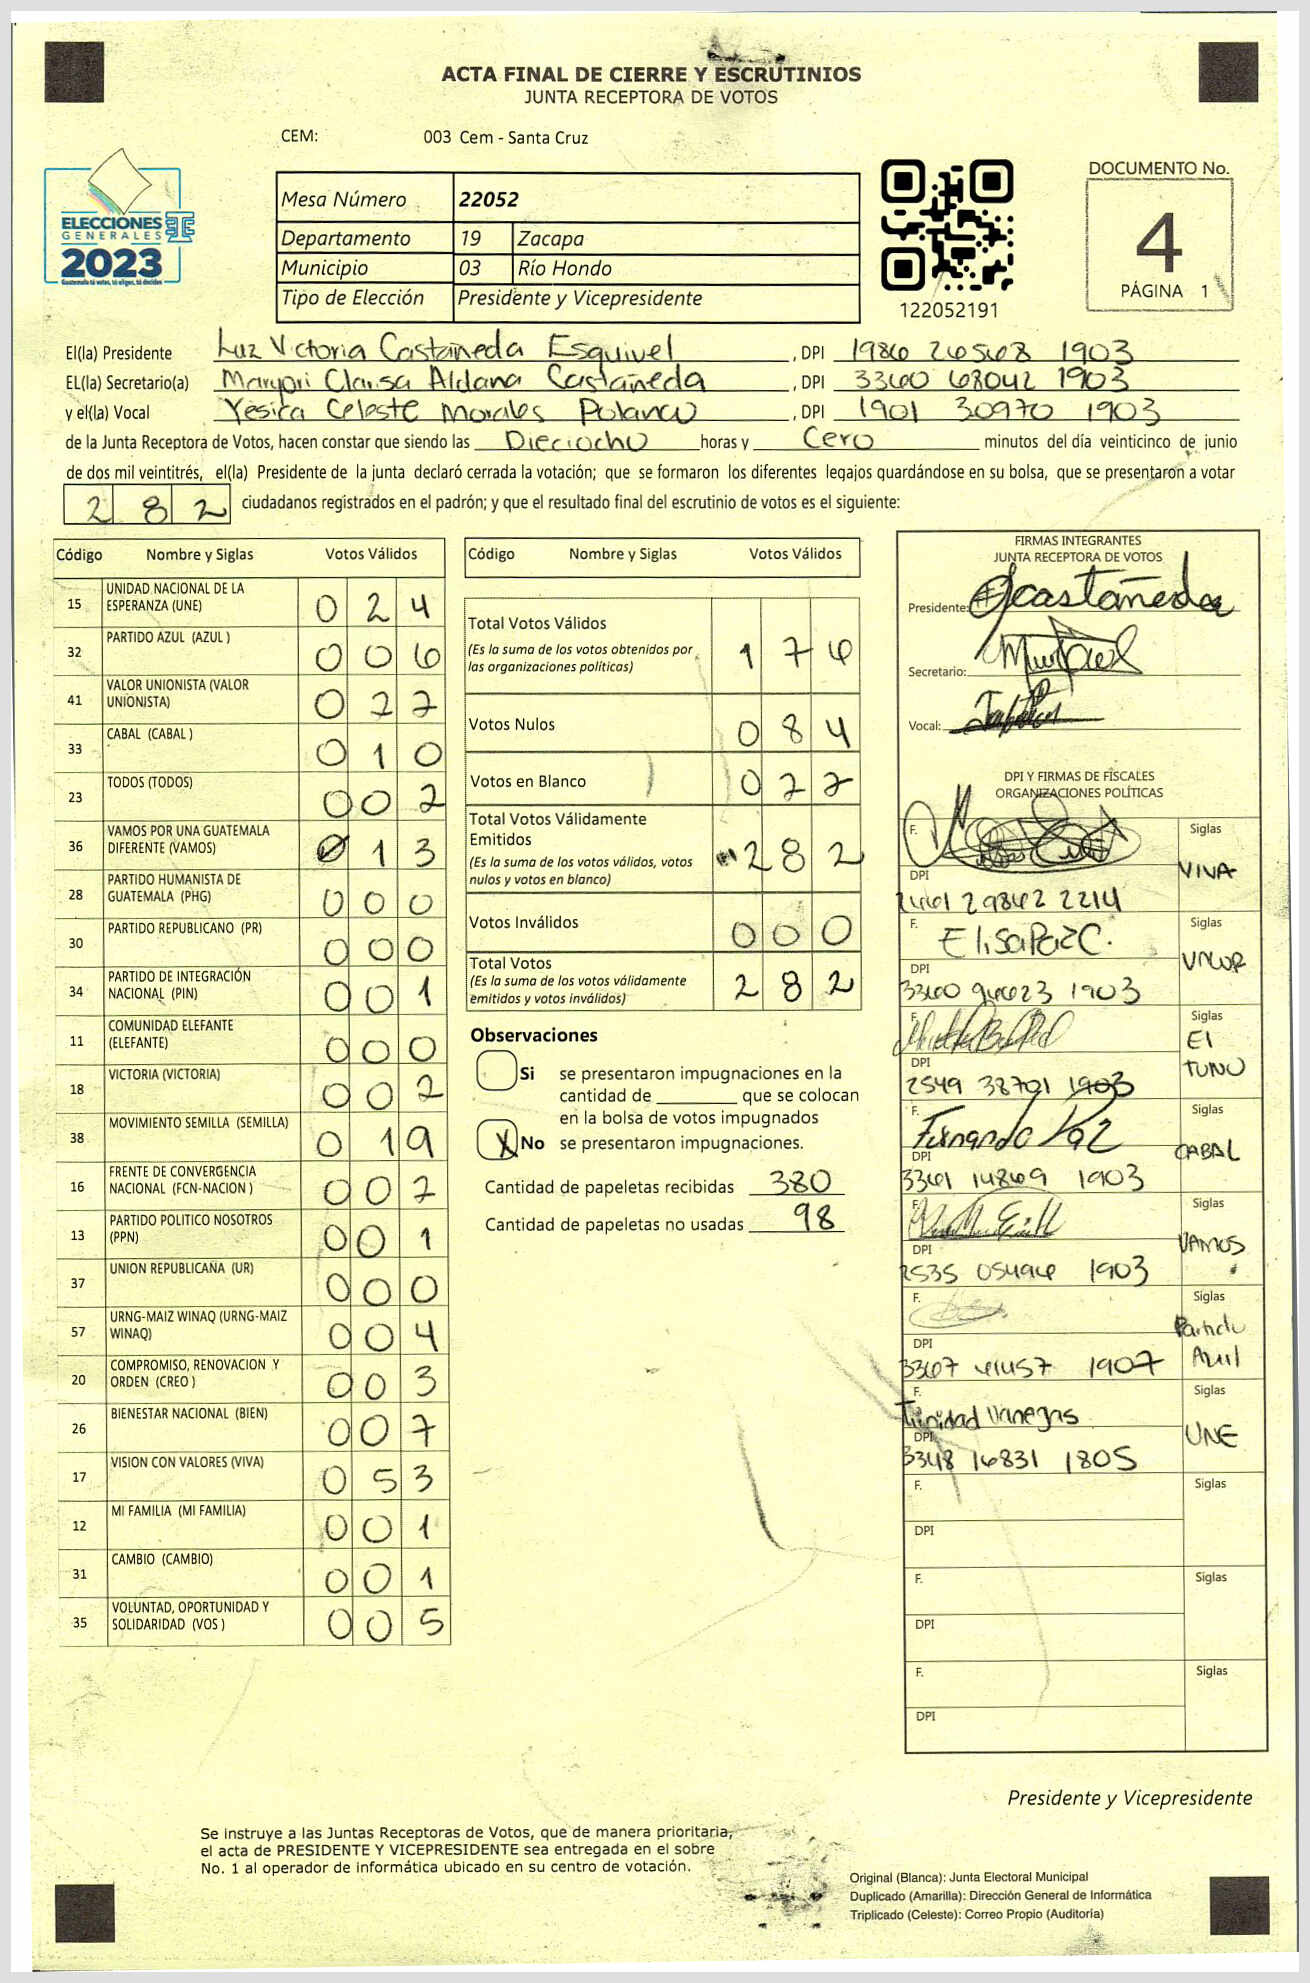 ACTA FINAL DE CIERRE Y ESCRUTINIOS
JUNTA RECEPTORA DE VOTOS
CEM: 003 Cem - Santa Cruz
ELECCIONES
GENERALES
2023
Guatemala tú votas, tú eliges, tú decides
Mesa Número 22052
Departamento 19 Zacapa
Municipio 03 Río Hondo
Tipo de Elección Presidente y Vicepresidente
122052191
DOCUMENTO No.
4
PÁGINA 1
El(la) Presidente Luz Victoria Castañeda Esquivel, DPI 1986 26568 1903
EL(la) Secretario(a) Clarisa Aldana Castañeda, DPI 3360 68042 1903
y el(la) Vocal Yesica Celeste Morales Polanco, DPI 1901 30970 1903
de la Junta Receptora de Votos, hacen constar que siendo las Dieciocho horas y Cero minutos del día veinticinco de junio
de dos mil veintitrés, el(la) Presidente de la junta declaró cerrada la votación; que se formaron los diferentes legajos guardándose en su bolsa, que se presentaron a votar
2 8 2 ciudadanos registrados en el padrón; y que el resultado final del escrutinio de votos es el siguiente:
Código Nombre y Siglas Votos Válidos
15 UNIDAD NACIONAL DE LA ESPERANZA (UNE) 0 2 4
32 PARTIDO AZUL (AZUL ) 0 0 6
41 VALOR UNIONISTA (VALOR UNIONISTA) 0 2 2
33 CABAL (CABAL ) 0 1 0
23 TODOS (TODOS) 0 0 2
36 VAMOS POR UNA GUATEMALA DIFERENTE (VAMOS) 0 1 3
28 PARTIDO HUMANISTA DE GUATEMALA (PHG) 0 0 0
30 PARTIDO REPUBLICANO (PR) 0 0 0
34 PARTIDO DE INTEGRACIÓN NACIONAL (PIN) 0 0 1
11 COMUNIDAD ELEFANTE (ELEFANTE) 0 0 0
18 VICTORIA (VICTORIA) 0 0 2
38 MOVIMIENTO SEMILLA (SEMILLA) 0 1 9
16 FRENTE DE CONVERGENCIA NACIONAL (FCN-NACION ) 0 0 2
13 PARTIDO POLITICO NOSOTROS (PPN) 0 0 1
37 UNION REPUBLICANA (UR) 0 0 0
57 URNG-MAIZ WINAQ (URNG-MAIZ WINAQ) 0 0 4
20 COMPROMISO, RENOVACION Y ORDEN (CREO ) 0 0 3
26 BIENESTAR NACIONAL (BIEN) 0 0 7
17 VISION CON VALORES (VIVA) 0 5 3
12 MI FAMILIA (MI FAMILIA) 0 0 1
31 CAMBIO (CAMBIO) 0 0 1
35 VOLUNTAD, OPORTUNIDAD Y SOLIDARIDAD (VOS ) 0 0 5
Código Nombre y Siglas Votos Válidos
Total Votos Válidos 1 7 6
(Es la suma de los votos obtenidos por
las organizaciones políticas)
Votos Nulos 0 8 4
Votos en Blanco 0 2 2
Total Votos Válidamente
Emitidos 2 8 2
(Es la suma de los votos válidos, votos
nulos y votos en blanco)
Votos Inválidos 0 0 0
Total Votos
(Es la suma de los votos válidamente
emitidos y votos inválidos) 2 8 2
Observaciones
Si se presentaron impugnaciones en la
cantidad de ________ que se colocan
en la bolsa de votos impugnados
X No se presentaron impugnaciones.
Cantidad de papeletas recibidas 380
Cantidad de papeletas no usadas 98
FIRMAS INTEGRANTES
JUNTA RECEPTORA DE VOTOS
Presidente: Castañeda
Secretario:
Vocal:
DPI Y FIRMAS DE FISCALES
ORGANIZACIONES POLÍTICAS
F. Siglas
VIVA
DPI
2461 29862 2214
F. Elisa Paz C. Siglas
VALOR
DPI
3360 94623 1903
F. Siglas
El
TUNO
DPI
2549 38701 1903
F. Fernando Paz Siglas
CABAL
DPI
3361 14869 1903
F. Siglas
VAMOS
DPI
2535 05496 1903
F. Siglas
Partido
Azul
DPI
3367 41457 1907
F. Trinidad Vanegas Siglas
UNE
DPI
3348 16831 1805
F. Siglas
DPI
F. Siglas
DPI
F. Siglas
DPI
Presidente y Vicepresidente
Se instruye a las Juntas Receptoras de Votos, que de manera prioritaria,
el acta de PRESIDENTE Y VICEPRESIDENTE sea entregada en el sobre
No. 1 al operador de informática ubicado en su centro de votación.
Original (Blanca): Junta Electoral Municipal
Duplicado (Amarilla): Dirección General de Informática
Triplicado (Celeste): Correo Propio (Auditoría)